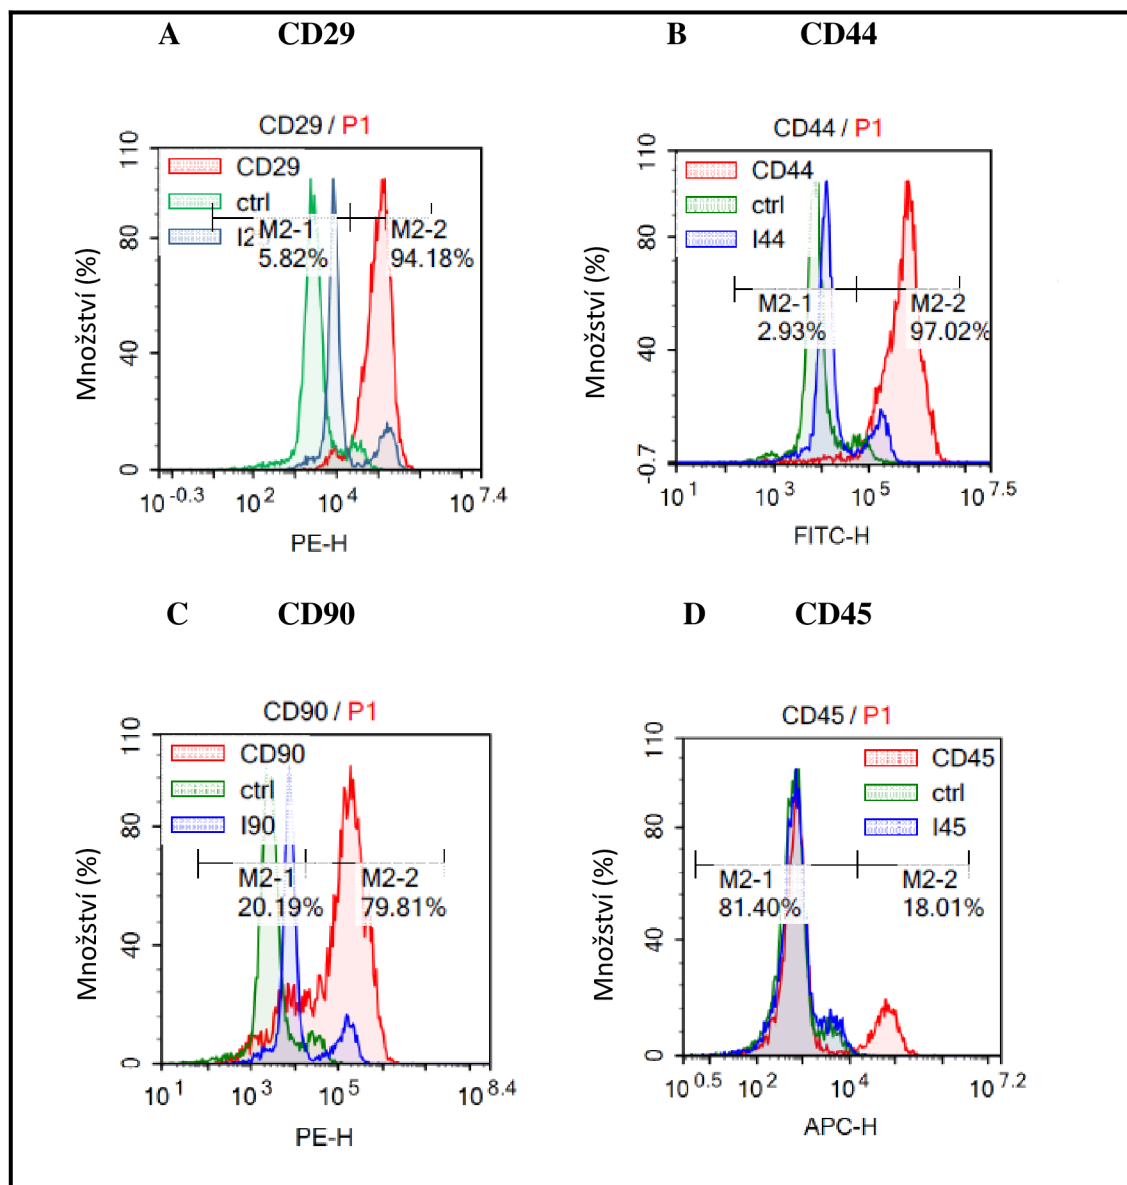 A CD29
CD29 / P1
110
80
40
0
Množství (%)
CD29
ctrl
M2-1
5.82%
M2-2
94.18%
10^-0.3 10^2 10^4 10^7.4
PE-H
B CD44
CD44 / P1
110
80
40
-0.7
Množství (%)
CD44
ctrl
I44
M2-1
2.93%
M2-2
97.02%
10^1 10^3 10^5 10^7.5
FITC-H
C CD90
CD90 / P1
110
80
40
0
Množství (%)
CD90
ctrl
I90
M2-1
20.19%
M2-2
79.81%
10^1 10^3 10^5 10^8.4
PE-H
D CD45
CD45 / P1
110
80
40
0
Množství (%)
CD45
ctrl
I45
M2-1
81.40%
M2-2
18.01%
10^0.5 10^2 10^4 10^7.2
APC-H